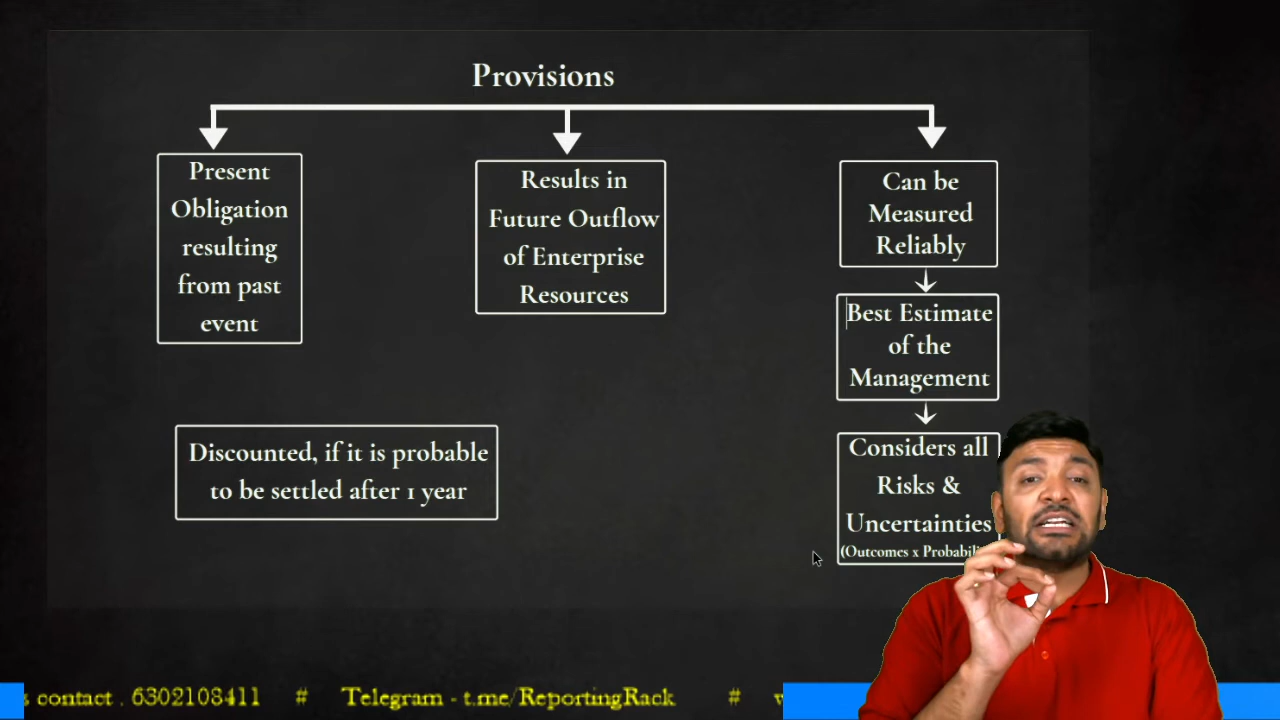 Provisions
Present
Obligation
resulting
from past
event
Results in
Future Outflow
of Enterprise
Resources
Can be
Measured
Reliably
Best Estimate
of the
Management
Considers all
Risks &
Uncertainties
(Outcomes x
Discounted, if it is probable
to be settled after 1 year
contact . 6302108411 # Telegram - t.me/ReportingRack #